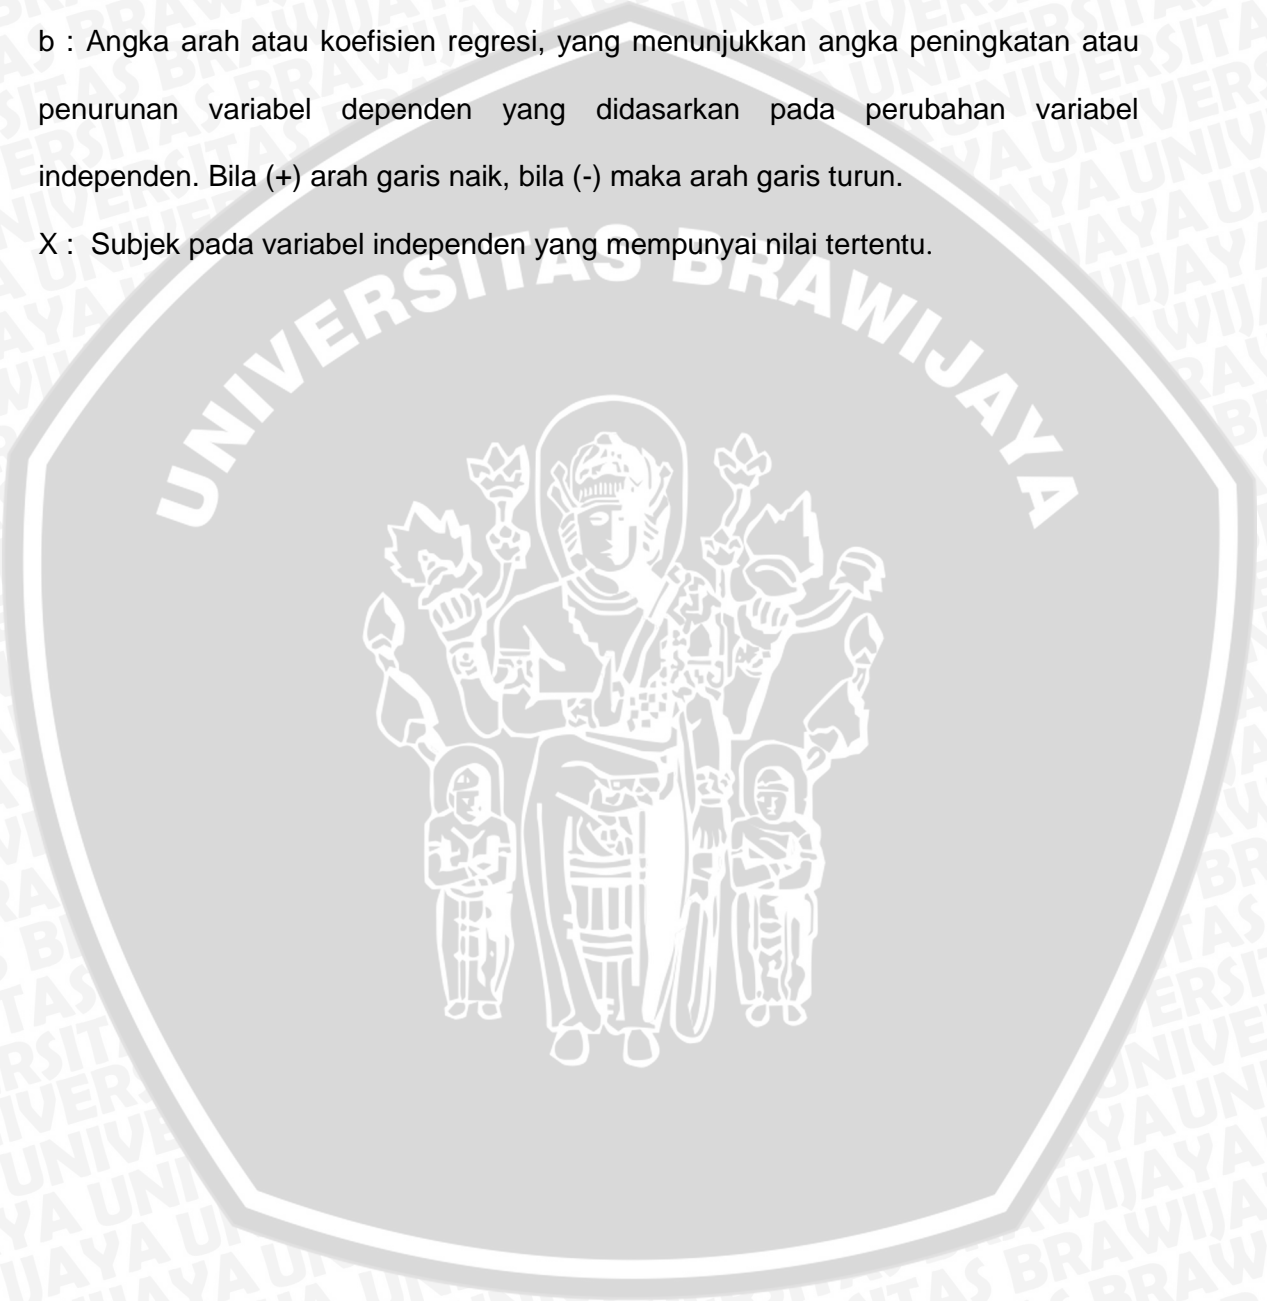 b : Angka arah atau koefisien regresi, yang menunjukkan angka peningkatan atau
penurunan variabel dependen yang didasarkan pada perubahan variabel
independen. Bila (+) arah garis naik, bila (-) maka arah garis turun.
X : Subjek pada variabel independen yang mempunyai nilai tertentu.
UNIVERSITAS BRAWIJAYA